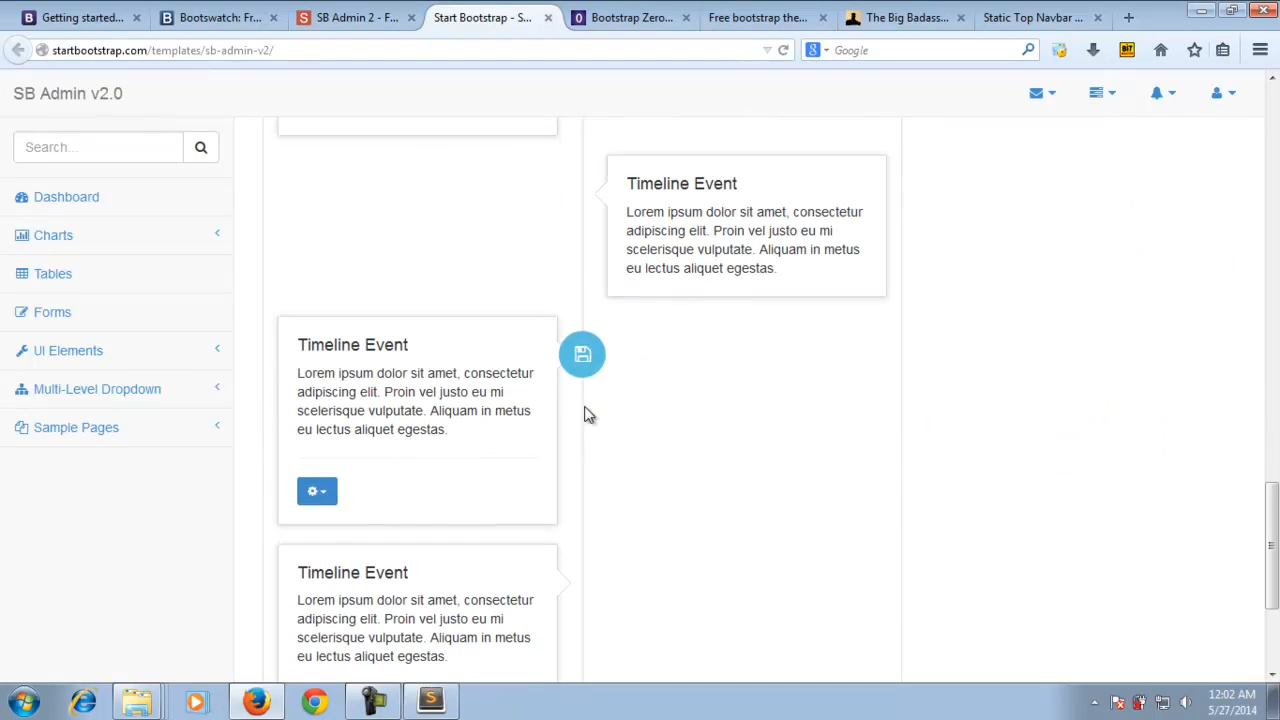 Getting started...
Bootswatch: Fr...
SB Admin 2 - F...
Start Bootstrap - S...
Bootstrap Zero...
Free bootstrap the...
The Big Badass...
Static Top Navbar ...
startbootstrap.com/templates/sb-admin-v2/
Google
SB Admin v2.0
Search...
Dashboard
Charts
Tables
Forms
UI Elements
Multi-Level Dropdown
Sample Pages
Timeline Event
Lorem ipsum dolor sit amet, consectetur
adipiscing elit. Proin vel justo eu mi
scelerisque vulputate. Aliquam in metus
eu lectus aliquet egestas.
Timeline Event
Lorem ipsum dolor sit amet, consectetur
adipiscing elit. Proin vel justo eu mi
scelerisque vulputate. Aliquam in metus
eu lectus aliquet egestas.
Timeline Event
Lorem ipsum dolor sit amet, consectetur
adipiscing elit. Proin vel justo eu mi
scelerisque vulputate. Aliquam in metus
eu lectus aliquet egestas.
12:02 AM
5/27/2014